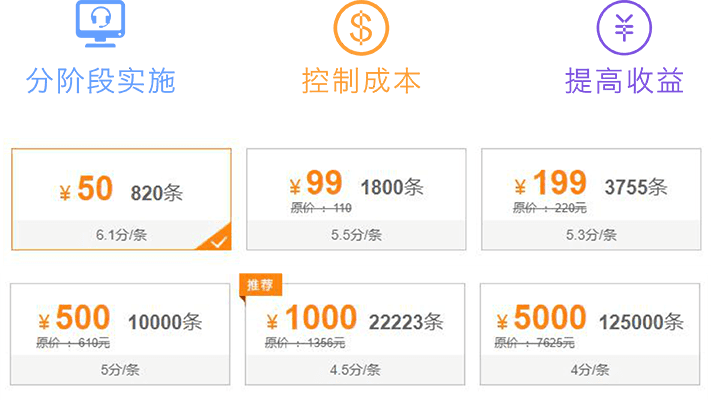 分阶段实施
控制成本
提高收益
¥50 820条
6.1分/条
¥99 1800条
原价 : 110
5.5分/条
¥199 3755条
原价 : 220元
5.3分/条
¥500 10000条
原价 : 610元
5分/条
推荐
¥1000 22223条
原价 : 1356元
4.5分/条
¥5000 125000条
原价 : 7625元
4分/条